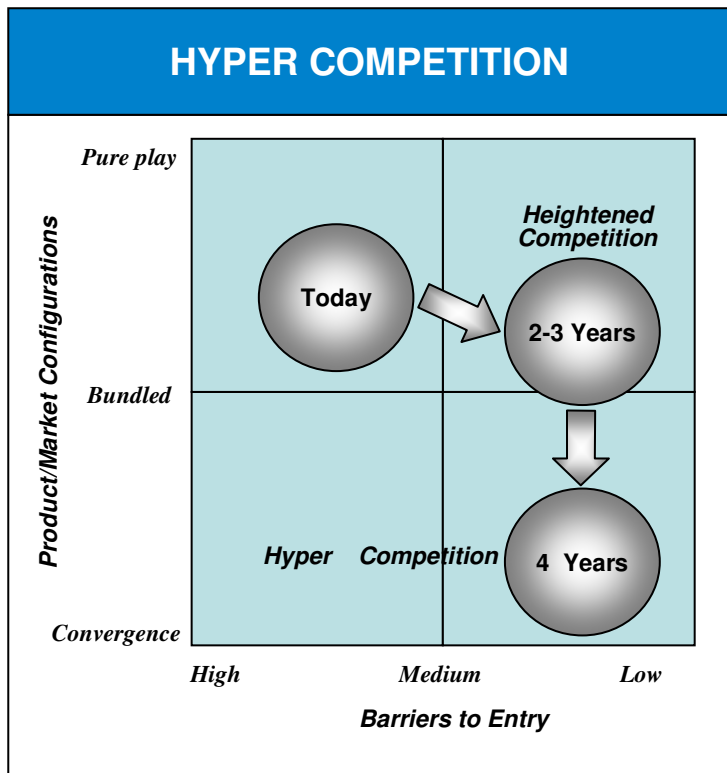 HYPER COMPETITION
Pure play
Heightened
Competition
Today
2-3 Years
Product/Market Configurations
Bundled
Hyper Competition
4 Years
Convergence
High Medium Low
Barriers to Entry